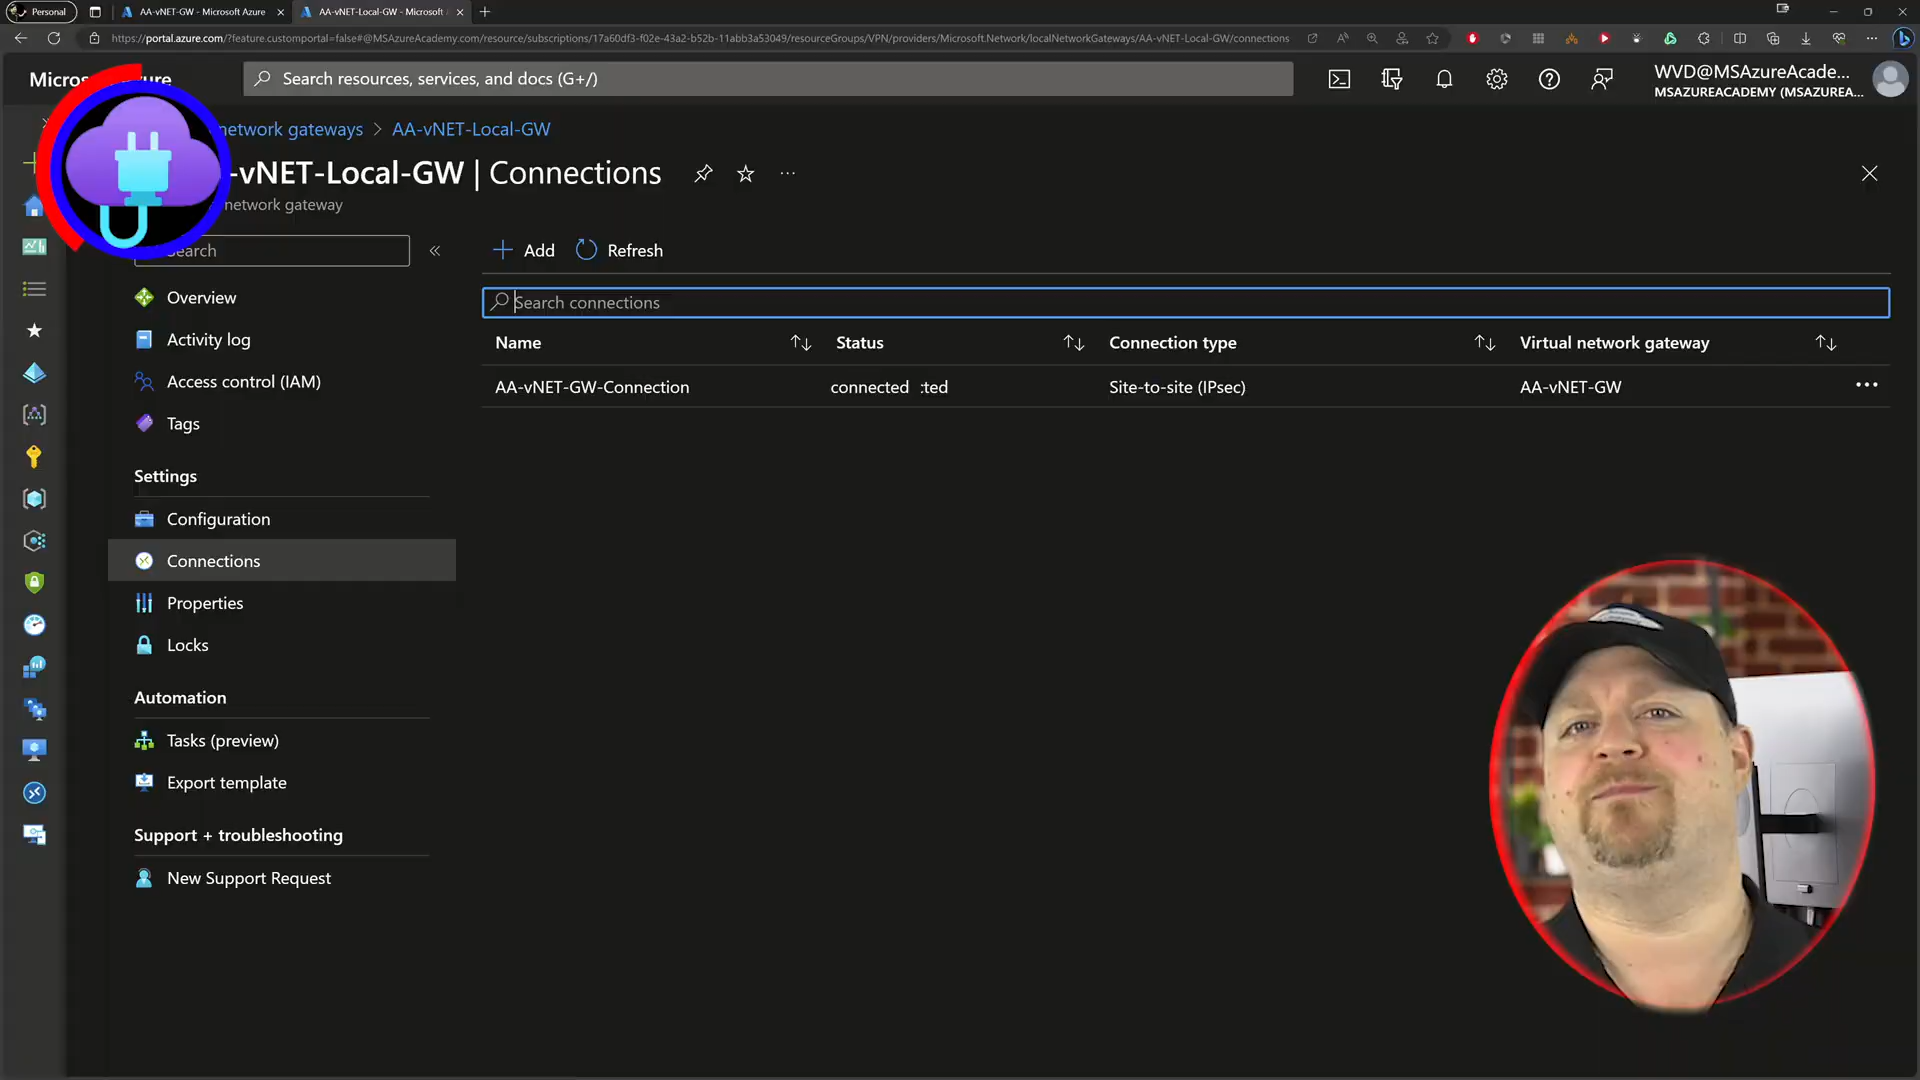 Personal
AA-vNET-GW - Microsoft Azure
AA-vNET-Local-GW - Microsoft
https://portal.azure.com/?feature.customportal=false#@MSAzureAcademy.com/resource/subscriptions/17a60df3-f02e-43a2-b52b-11abb3a53049/resourceGroups/VPN/providers/Microsoft.Network/localNetworkGateways/AA-vNET-Local-GW/connections
Search resources, services, and docs (G+/)
WVD@MSAzureAcade...
MSAZUREACADEMY (MSAZUREA...
network gateways > AA-vNET-Local-GW
-vNET-Local-GW | Connections
network gateway
Search
Add
Refresh
Search connections
Name
Status
Connection type
Virtual network gateway
AA-vNET-GW-Connection
connected
:ted
Site-to-site (IPsec)
AA-vNET-GW
Overview
Activity log
Access control (IAM)
Tags
Settings
Configuration
Connections
Properties
Locks
Automation
Tasks (preview)
Export template
Support + troubleshooting
New Support Request